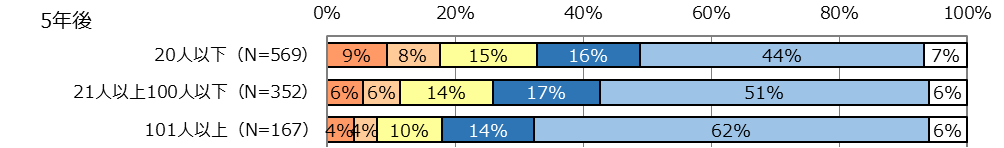 5年後
0% 20% 40% 60% 80% 100%
20人以下（N=569） 9% 8% 15% 16% 44% 7%
21人以上100人以下（N=352） 6% 6% 14% 17% 51% 6%
101人以上（N=167） 4% 4% 10% 14% 62% 6%